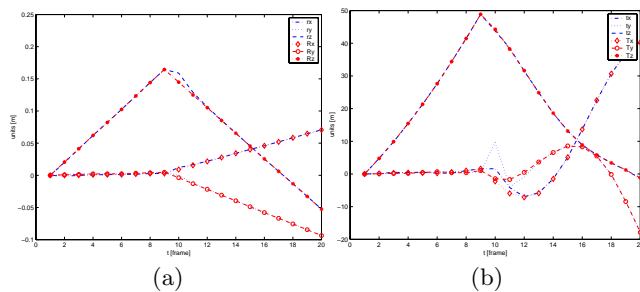 0.25
0.2
0.15
0.1
0.05
0
-0.05
-0.1
0 2 4 6 8 10 12 14 16 18 20
units [m]
t [frame]
rx
ry
rz
Rx
Ry
Rz
(a)
50
40
30
20
10
0
-10
-20
0 2 4 6 8 10 12 14 16 18 20
units [m]
t [frame]
tx
ty
tz
Tx
Ty
Tz
(b)